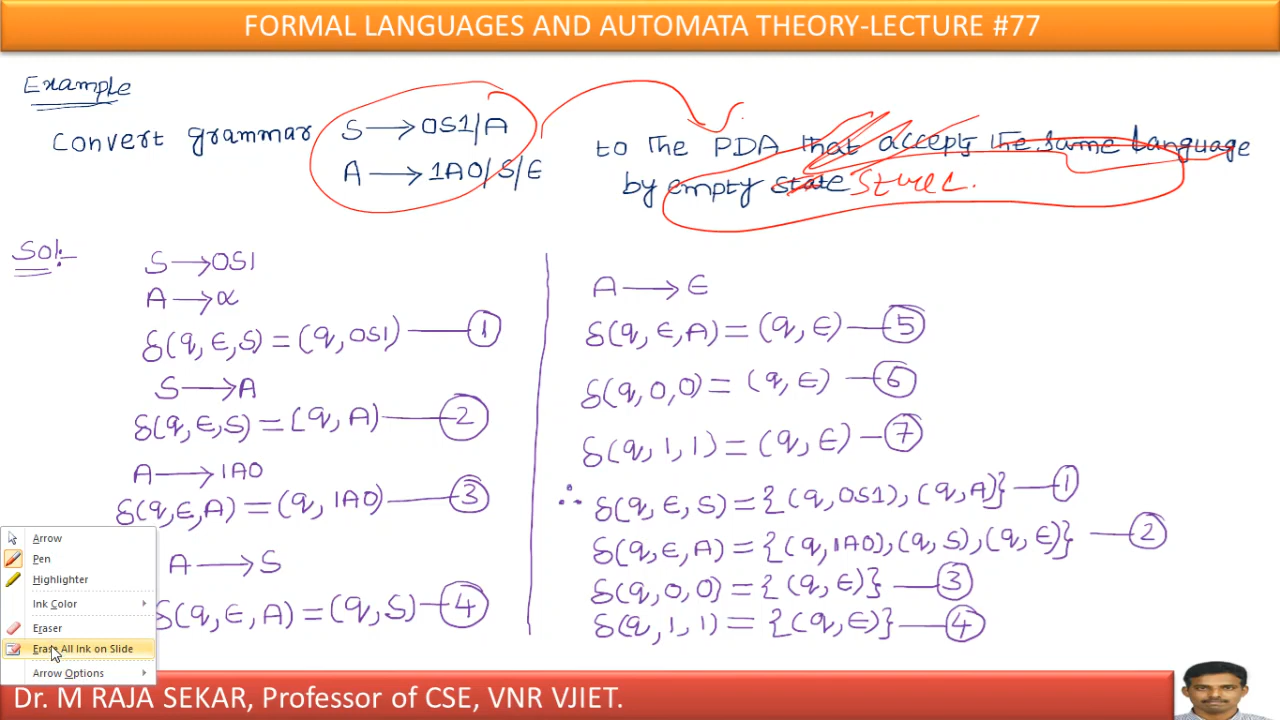 FORMAL LANGUAGES AND AUTOMATA THEORY-LECTURE #77
Example
Convert grammar S → 0S1/A to the PDA that accepts the same Language
A → 1A0/S/ε by empty state Stack.
Sol:
S → 0S1
A → α
δ(q, ε, S) = (q, 0S1) — 1
S → A
δ(q, ε, S) = (q, A) — 2
A → 1A0
δ(q, ε, A) = (q, 1A0) — 3
A → S
δ(q, ε, A) = (q, S) — 4
A → ε
δ(q, ε, A) = (q, ε) — 5
δ(q, 0, 0) = (q, ε) — 6
δ(q, 1, 1) = (q, ε) — 7
∴ δ(q, ε, S) = {(q, 0S1), (q, A)} — 1
δ(q, ε, A) = {(q, 1A0), (q, S), (q, ε)} — 2
δ(q, 0, 0) = {(q, ε)} — 3
δ(q, 1, 1) = {(q, ε)} — 4
Arrow
Pen
Highlighter
Ink Color
Eraser
Erase All Ink on Slide
Arrow Options
Dr. M RAJA SEKAR, Professor of CSE, VNR VJIET.